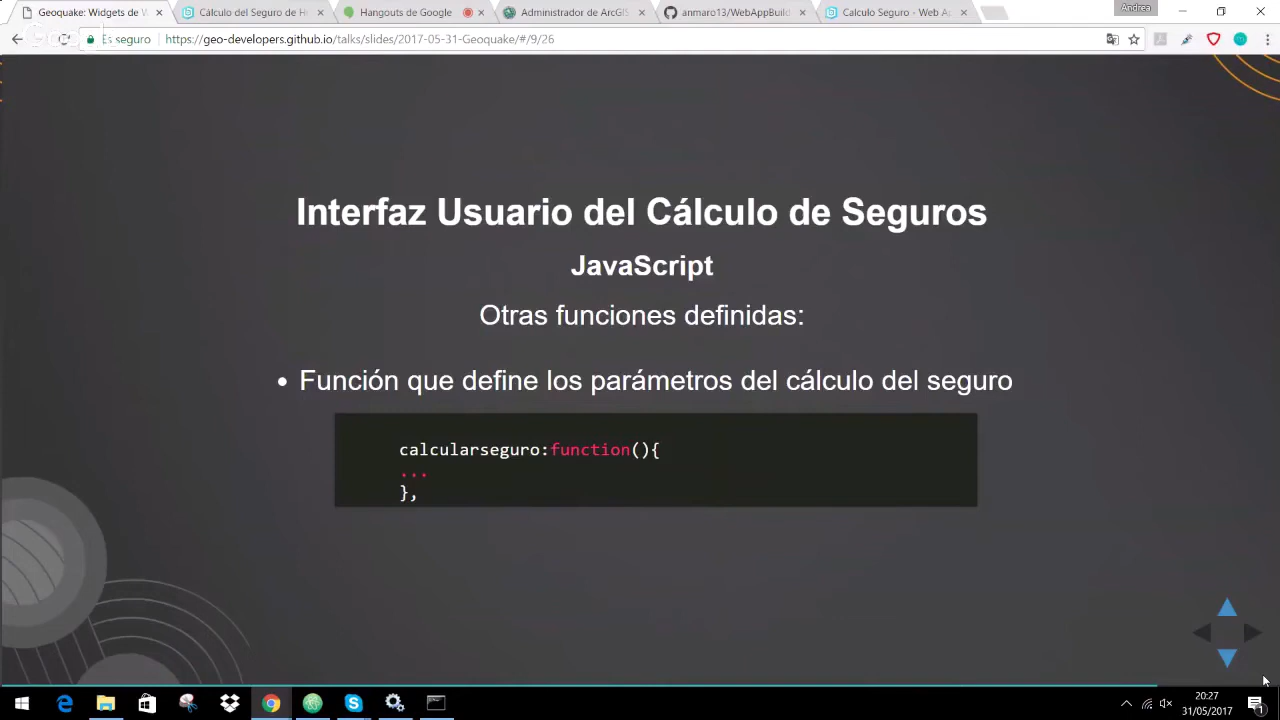 Geoquake: Widgets de W
Cálculo del Seguro de H
Hangouts de Google
Administrador de ArcGIS
anmaro13/WebAppBuild
Calculo Seguro - Web Ap
Andrea
Es seguro
https://geo-developers.github.io/talks/slides/2017-05-31-Geoquake/#/9/26
Interfaz Usuario del Cálculo de Seguros
JavaScript
Otras funciones definidas:
• Función que define los parámetros del cálculo del seguro
calcularseguro:function(){
...
},
20:27
31/05/2017
1